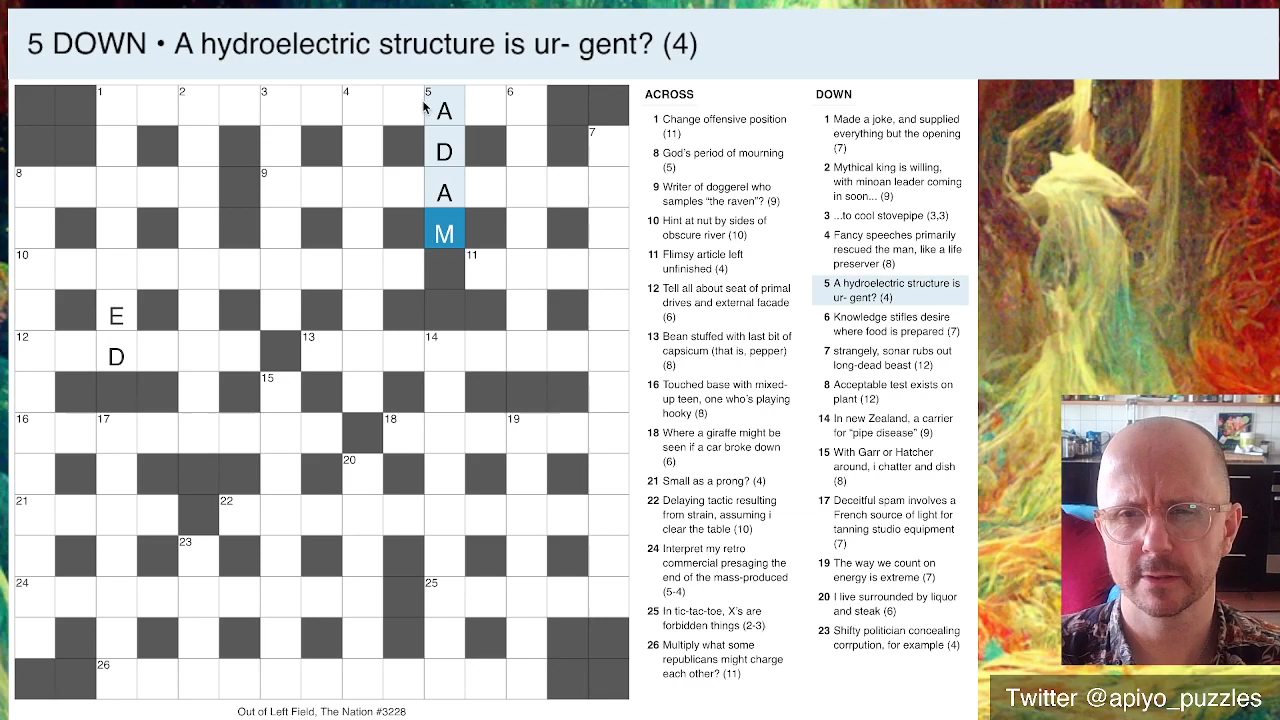 5 DOWN • A hydroelectric structure is ur- gent? (4)
1 2 3 4 5 6
A
7
D
8 9
A
M
10 11
E
12 13 14
D
15
16 17 18 19
20
21 22
23
24 25
26
Out of Left Field, The Nation #3228
ACROSS
1 Change offensive position
(11)
8 God's period of mourning
(5)
9 Writer of doggerel who
samples “the raven”? (9)
10 Hint at nut by sides of
obscure river (10)
11 Flimsy article left
unfinished (4)
12 Tell all about seat of primal
drives and external facade
(6)
13 Bean stuffed with last bit of
capsicum (that is, pepper)
(8)
16 Touched base with mixed-
up teen, one who's playing
hooky (8)
18 Where a giraffe might be
seen if a car broke down
(6)
21 Small as a prong? (4)
22 Delaying tactic resulting
from strain, assuming i
clear the table (10)
24 Interpret my retro
commercial presaging the
end of the mass-produced
(5-4)
25 In tic-tac-toe, X's are
forbidden things (2-3)
26 Multiply what some
republicans might charge
each other? (11)
DOWN
1 Made a joke, and supplied
everything but the opening
(7)
2 Mythical king is willing,
with minoan leader coming
in soon... (9)
3 ...to cool stovepipe (3,3)
4 Fancy speeches primarily
rescued the man, like a life
preserver (8)
5 A hydroelectric structure is
ur- gent? (4)
6 Knowledge stifles desire
where food is prepared (7)
7 strangely, sonar rubs out
long-dead beast (12)
8 Acceptable test exists on
plant (12)
14 In new Zealand, a carrier
for “pipe disease” (9)
15 With Garr or Hatcher
around, i chatter and dish
(8)
17 Deceitful spam involves a
French source of light for
tanning studio equipment
(7)
19 The way we count on
energy is extreme (7)
20 I live surrounded by liquor
and steak (6)
23 Shifty politician concealing
corrpution, for example (4)
Twitter @apiyo_puzzles